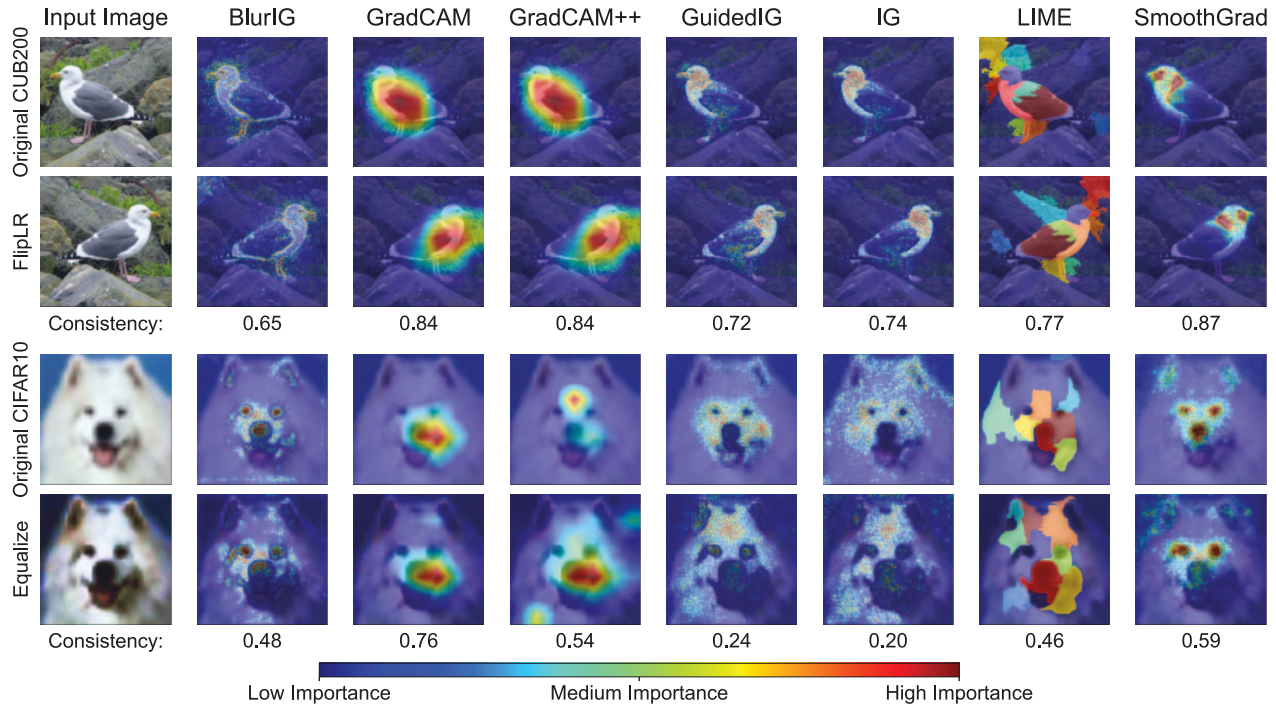 Input Image BlurIG GradCAM GradCAM++ GuidedIG IG LIME SmoothGrad
Original CUB200
FlipLR
Consistency: 0.65 0.84 0.84 0.72 0.74 0.77 0.87
Original CIFAR10
Equalize
Consistency: 0.48 0.76 0.54 0.24 0.20 0.46 0.59
Low Importance Medium Importance High Importance